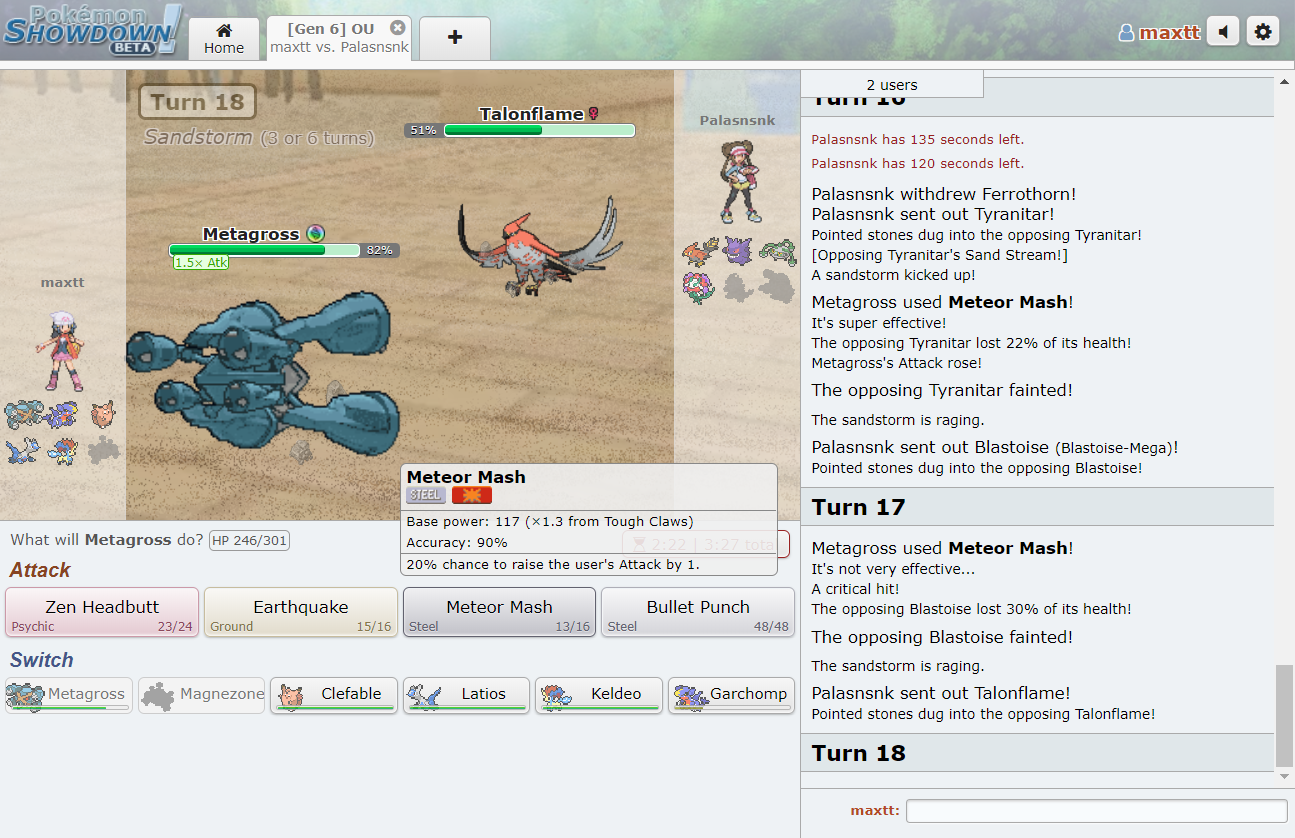 Pokémon
SHOWDOWN!
BETA
Home
[Gen 6] OU
maxtt vs. Palasnsnk
+
maxtt
Turn 18
Sandstorm (3 or 6 turns)
Talonflame
51%
Metagross
82%
1.5× Atk
maxtt
Palasnsnk
Meteor Mash
STEEL
Base power: 117 (×1.3 from Tough Claws)
Accuracy: 90%
20% chance to raise the user's Attack by 1.
What will Metagross do? HP 246/301
2:22 | 3:27 total
Attack
Zen Headbutt
Psychic 23/24
Earthquake
Ground 15/16
Meteor Mash
Steel 13/16
Bullet Punch
Steel 48/48
Switch
Metagross
Magnezone
Clefable
Latios
Keldeo
Garchomp
2 users
Turn 16
Palasnsnk has 135 seconds left.
Palasnsnk has 120 seconds left.
Palasnsnk withdrew Ferrothorn!
Palasnsnk sent out Tyranitar!
Pointed stones dug into the opposing Tyranitar!
[Opposing Tyranitar's Sand Stream!]
A sandstorm kicked up!
Metagross used Meteor Mash!
It's super effective!
The opposing Tyranitar lost 22% of its health!
Metagross's Attack rose!
The opposing Tyranitar fainted!
The sandstorm is raging.
Palasnsnk sent out Blastoise (Blastoise-Mega)!
Pointed stones dug into the opposing Blastoise!
Turn 17
Metagross used Meteor Mash!
It's not very effective...
A critical hit!
The opposing Blastoise lost 30% of its health!
The opposing Blastoise fainted!
The sandstorm is raging.
Palasnsnk sent out Talonflame!
Pointed stones dug into the opposing Talonflame!
Turn 18
maxtt: